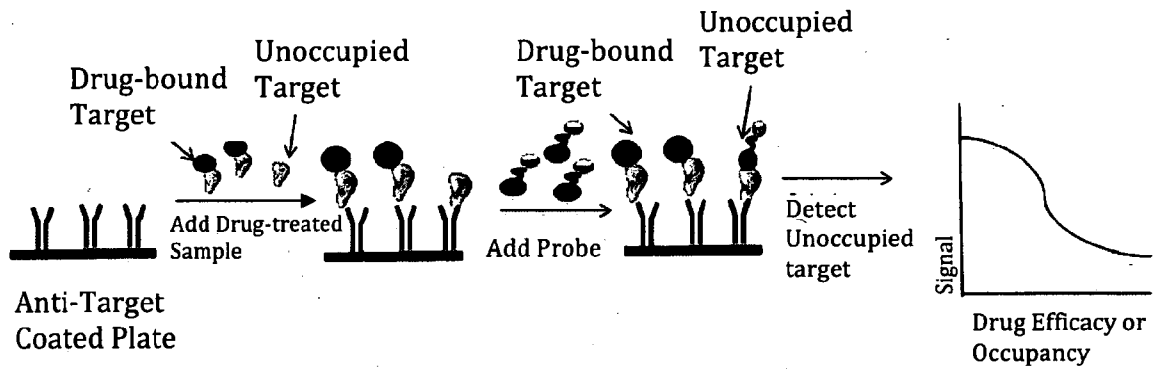 Drug-bound
Target
Unoccupied
Target
Add Drug-treated
Sample
Anti-Target
Coated Plate
Drug-bound
Target
Unoccupied
Target
Add Probe
Detect
Unoccupied
target
Signal
Drug Efficacy or
Occupancy